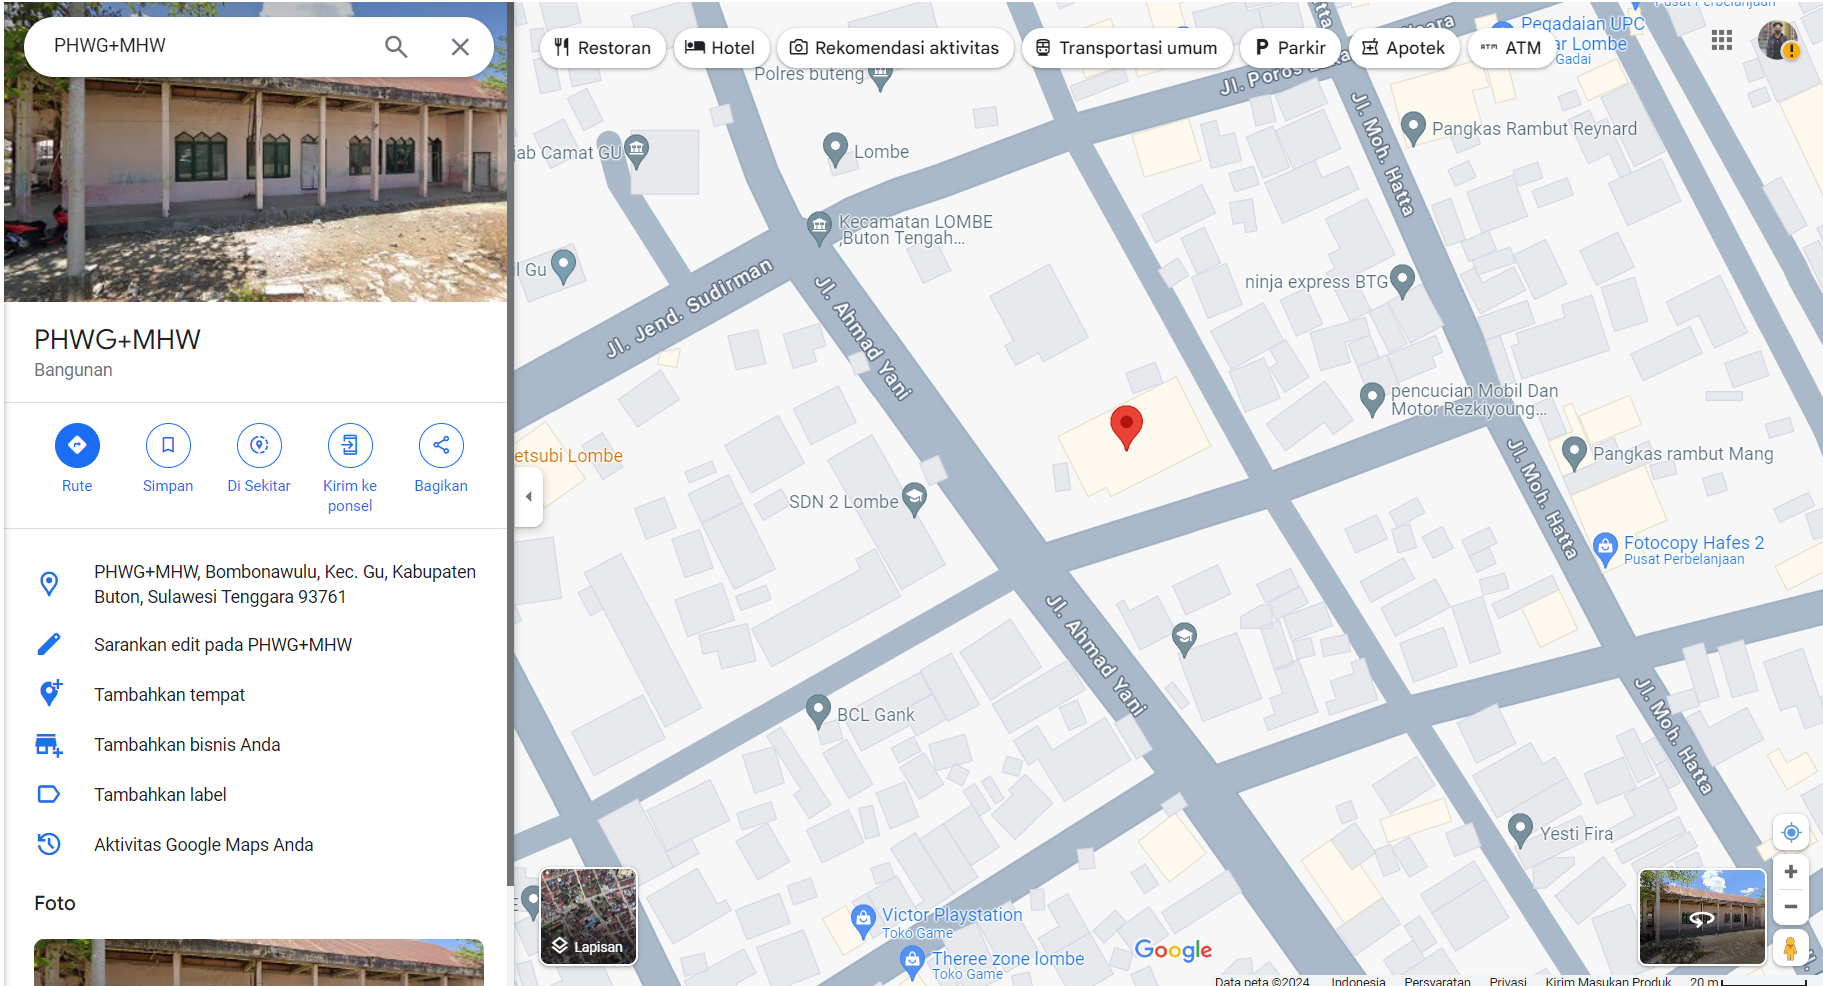 PHWG+MHW
PHWG+MHW
Bangunan
Rute
Simpan
Di Sekitar
Kirim ke
ponsel
Bagikan
PHWG+MHW, Bombonawulu, Kec. Gu, Kabupaten
Buton, Sulawesi Tenggara 93761
Sarankan edit pada PHWG+MHW
Tambahkan tempat
Tambahkan bisnis Anda
Tambahkan label
Aktivitas Google Maps Anda
Foto
Restoran
Hotel
Rekomendasi aktivitas
Transportasi umum
Parkir
Apotek
ATM
Pusat Perbelanjaan
Pegadaian UPC
Lombe
Gadai
Polres buteng
Jl. Poros
Jl. Moh. Hatta
Pangkas Rambut Reynard
Camat GU
Lombe
Kecamatan LOMBE
,Buton Tengah...
Gu
Jl. Jend. Sudirman
Jl. Ahmad Yani
ninja express BTG
pencucian Mobil Dan
Motor Rezkiyoung...
etsubi Lombe
SDN 2 Lombe
Jl. Moh. Hatta
Pangkas rambut Mang
Fotocopy Hafes 2
Pusat Perbelanjaan
Jl. Ahmad Yani
BCL Gank
Jl. Moh. Hatta
Yesti Fira
Victor Playstation
Toko Game
Theree zone lombe
Toko Game
Lapisan
Google
Data peta ©2024
Indonesia
Persyaratan
Privasi
Kirim Masukan Produk
20 m